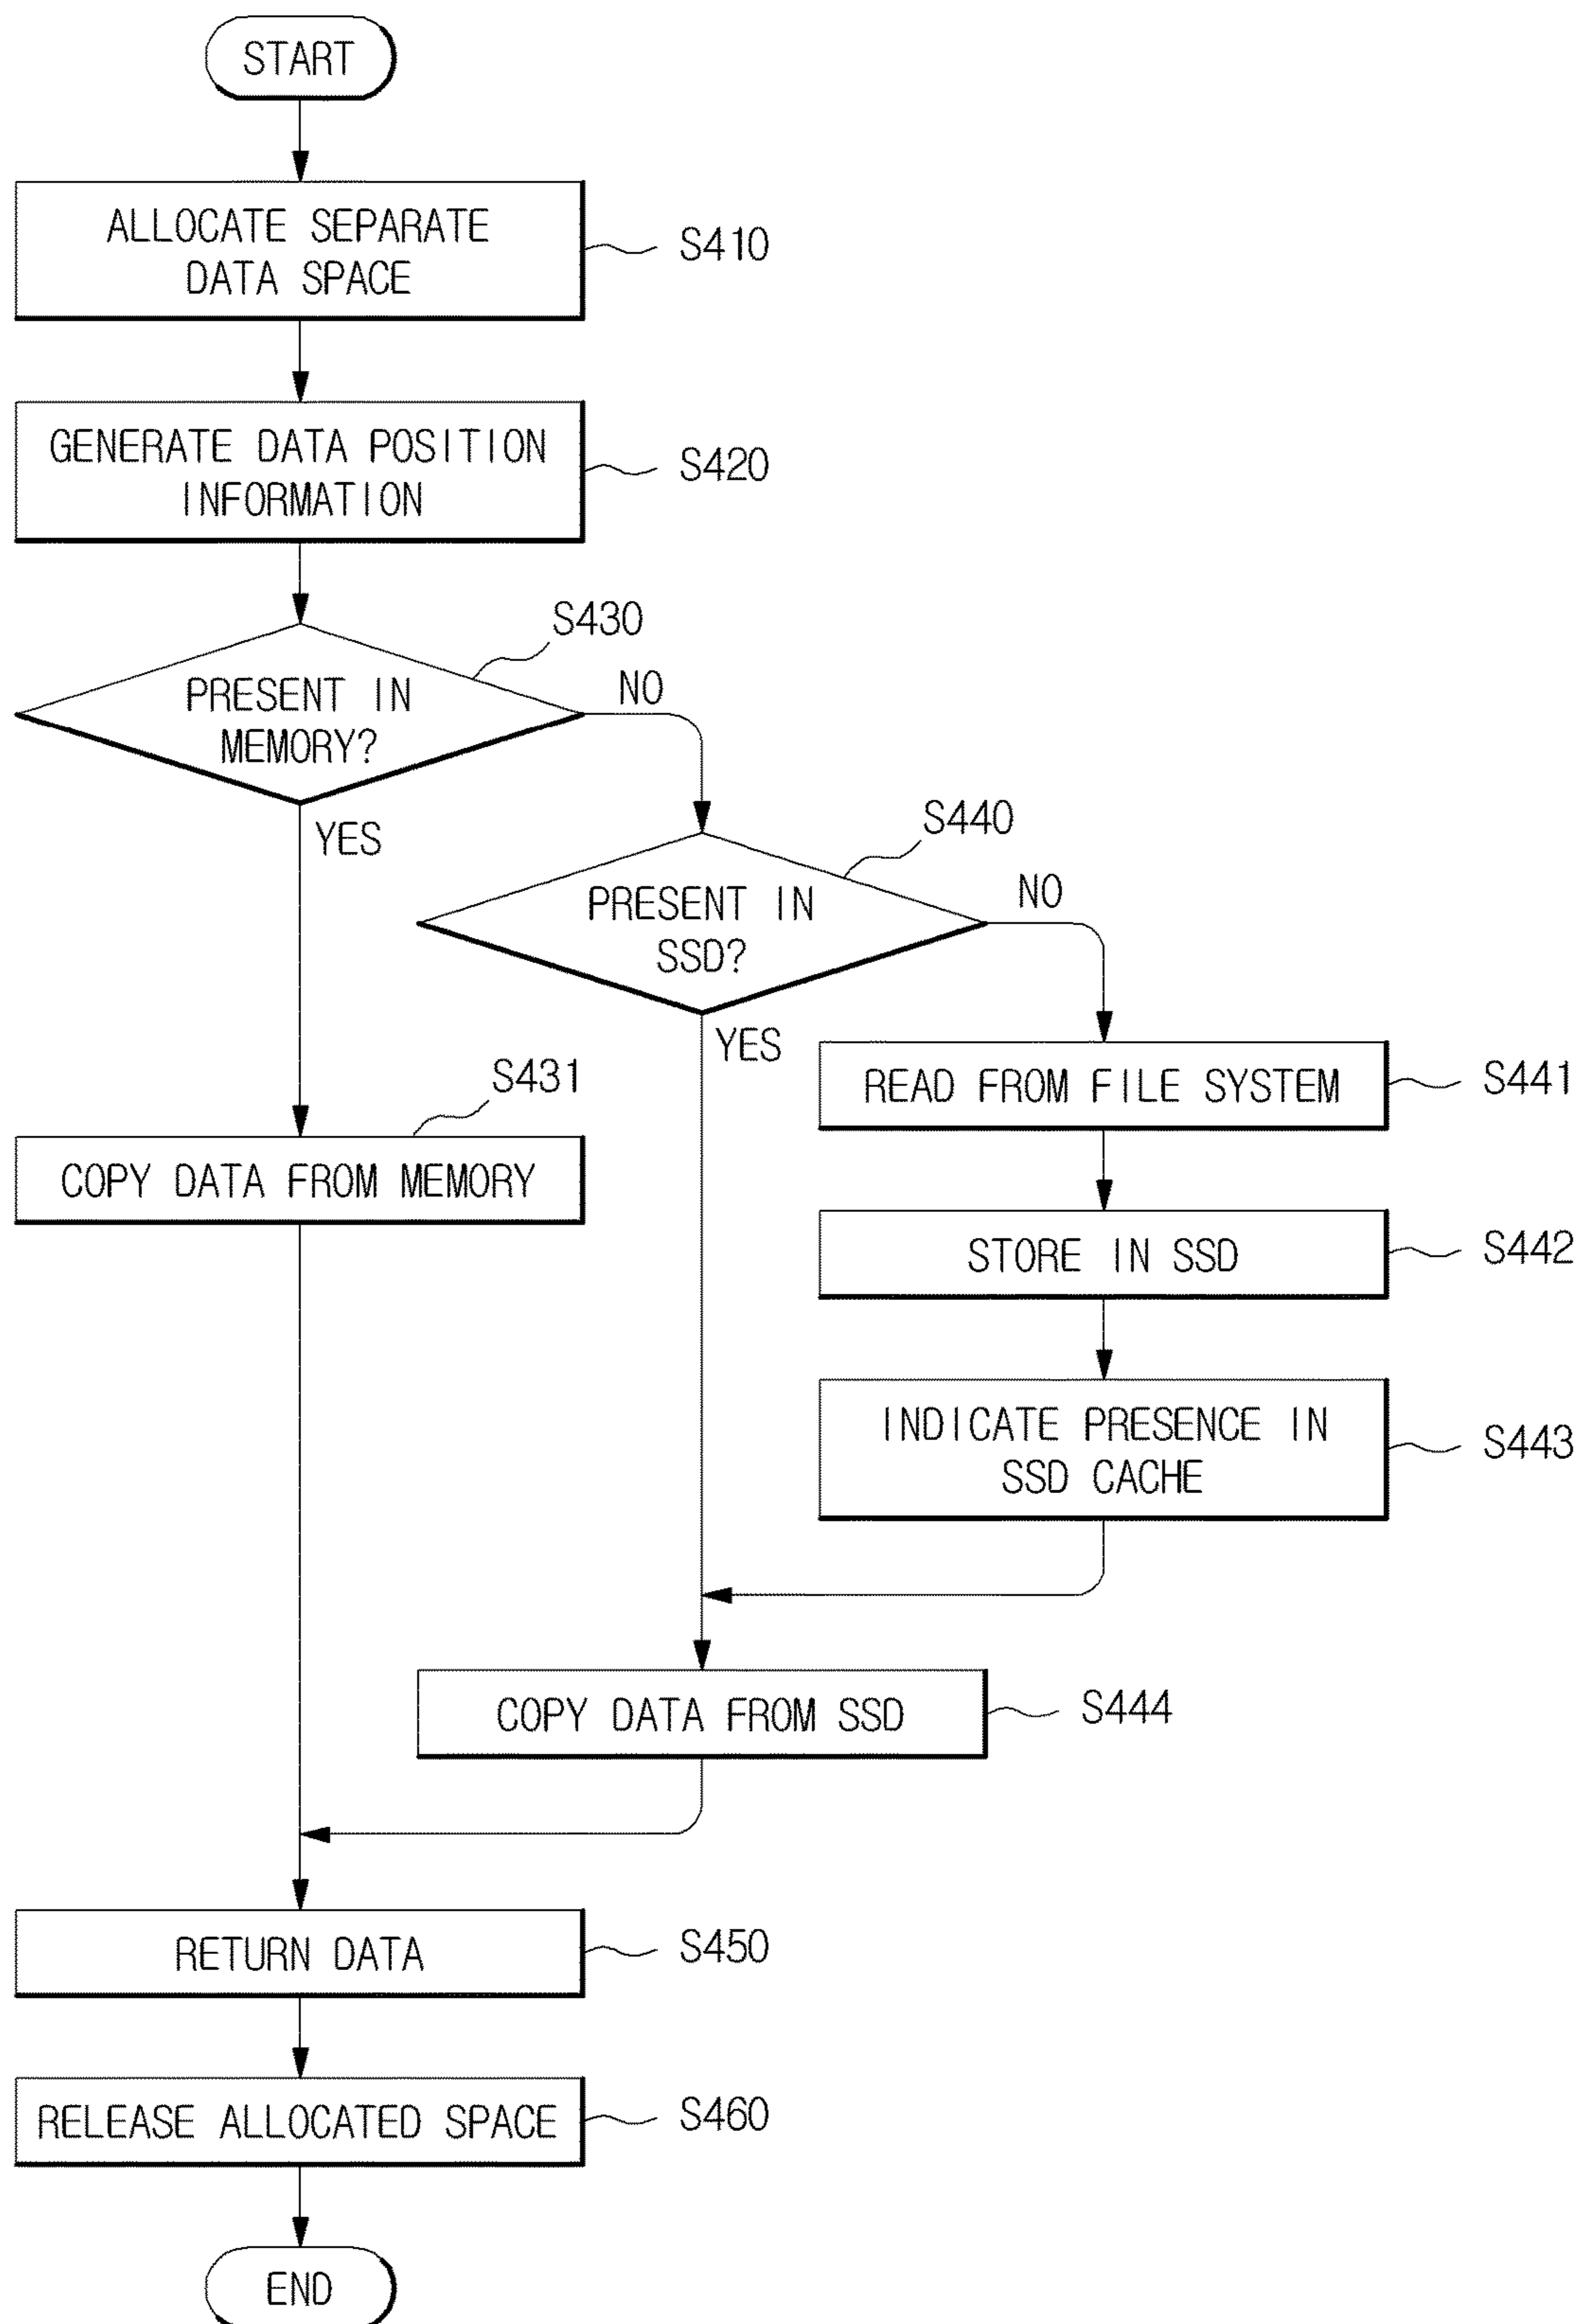 START
ALLOCATE SEPARATE
DATA SPACE
S410
GENERATE DATA POSITION
INFORMATION
S420
S430
PRESENT IN
MEMORY?
NO
YES
S440
PRESENT IN
SSD?
NO
YES
S431
COPY DATA FROM MEMORY
READ FROM FILE SYSTEM
S441
STORE IN SSD
S442
INDICATE PRESENCE IN
SSD CACHE
S443
COPY DATA FROM SSD
S444
RETURN DATA
S450
RELEASE ALLOCATED SPACE
S460
END